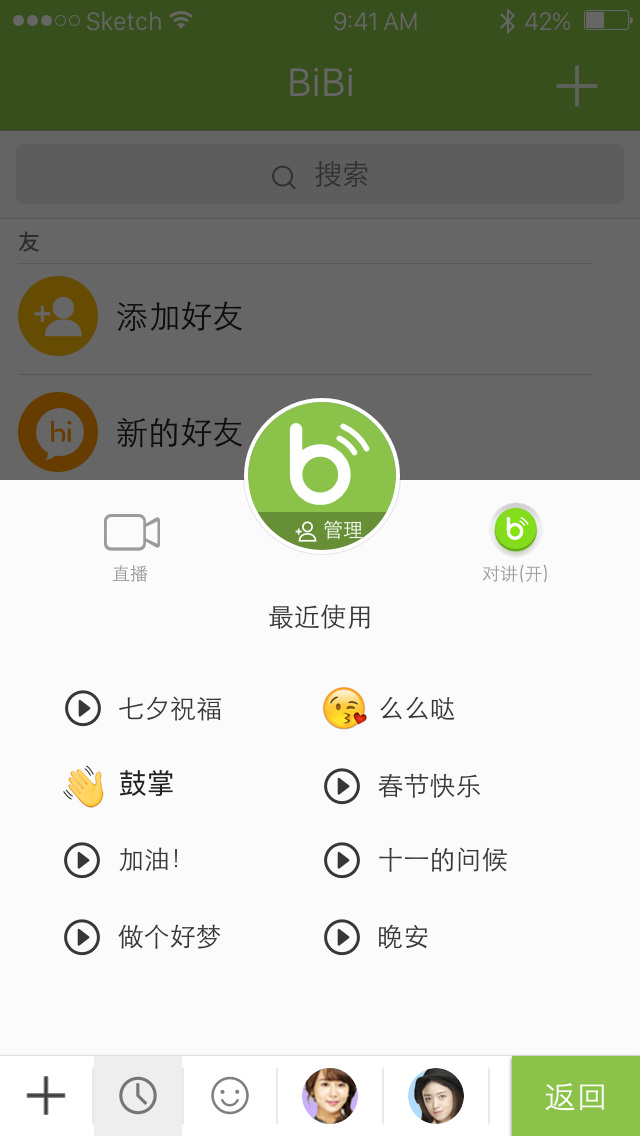 Sketch 9:41 AM 42%
BiBi
搜索
友
添加好友
hi 新的好友
b
管理
直播 b 对讲(开)
最近使用
七夕祝福 么么哒
鼓掌 春节快乐
加油! 十一的问候
做个好梦 晚安
返回